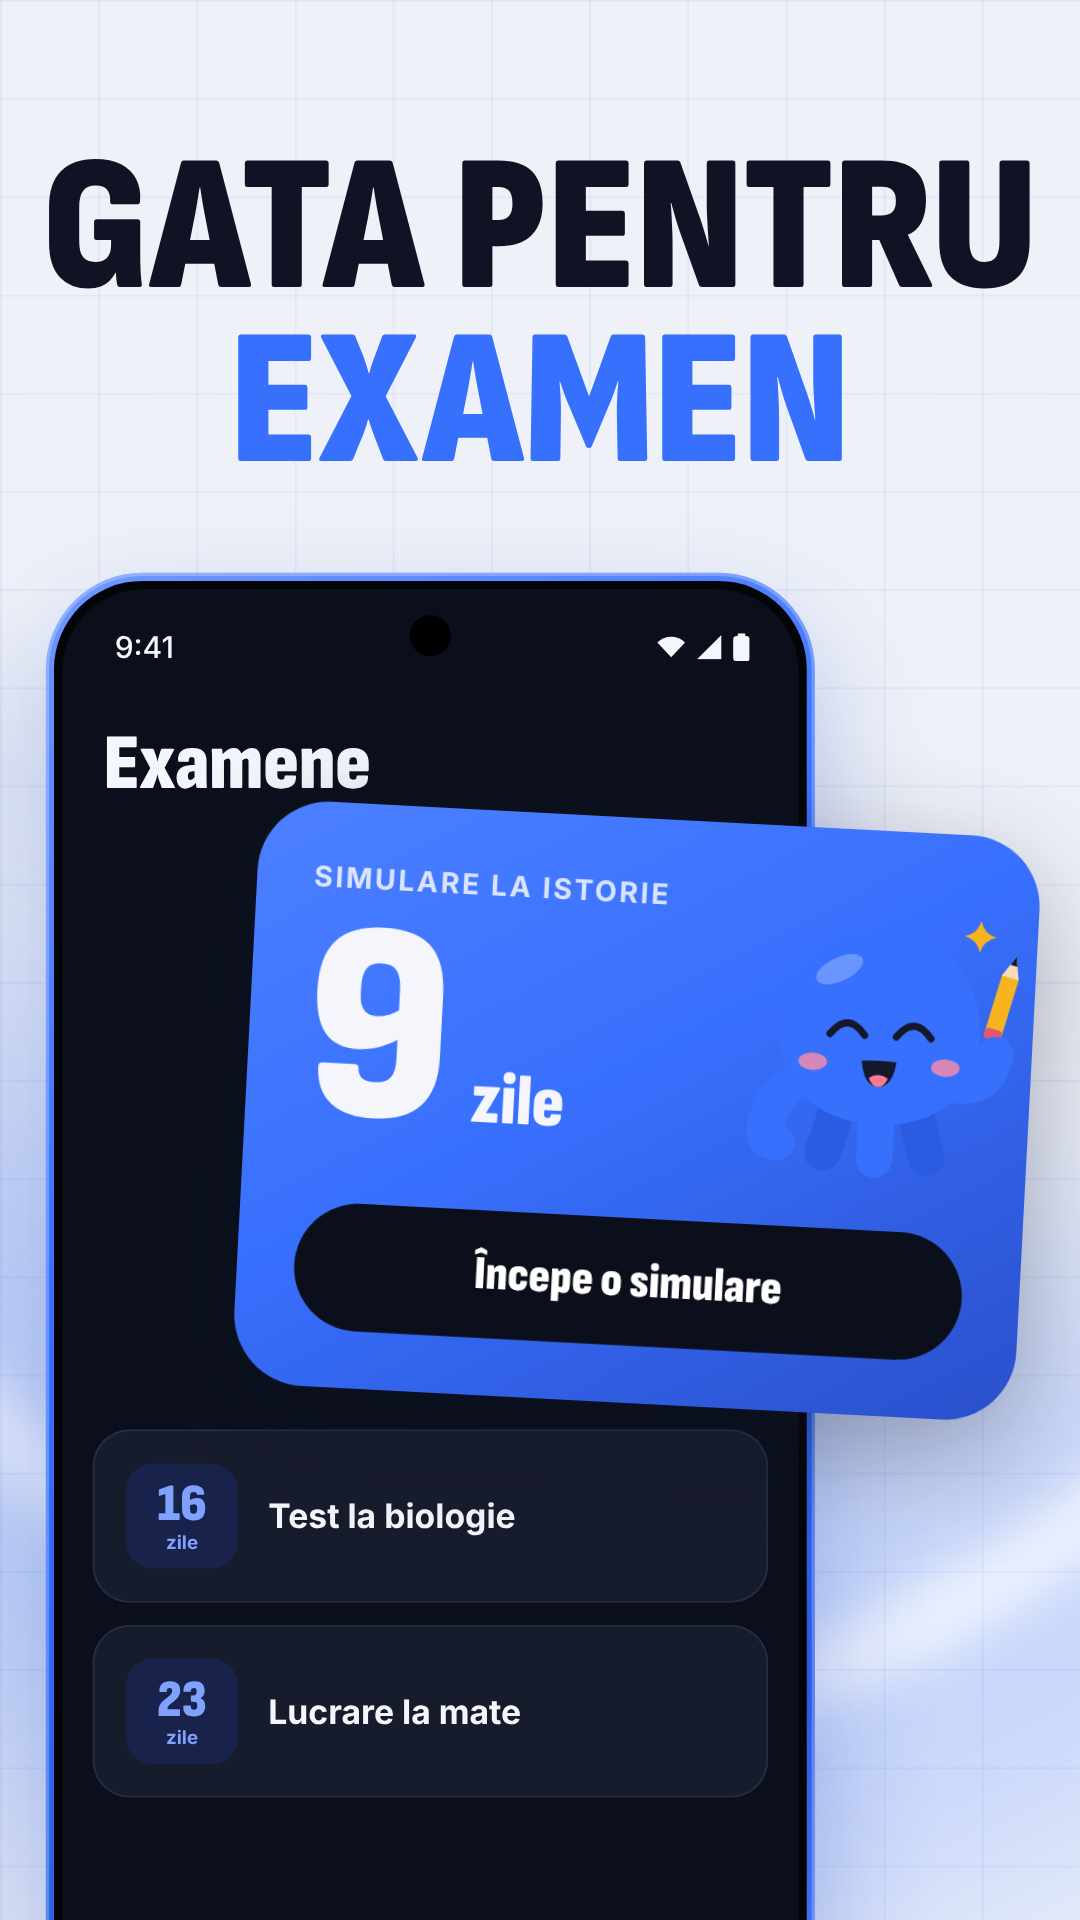 GATA PENTRU
EXAMEN
9:41
Examene
SIMULARE LA ISTORIE
9 zile
Începe o simulare
16
zile
Test la biologie
23
zile
Lucrare la mate